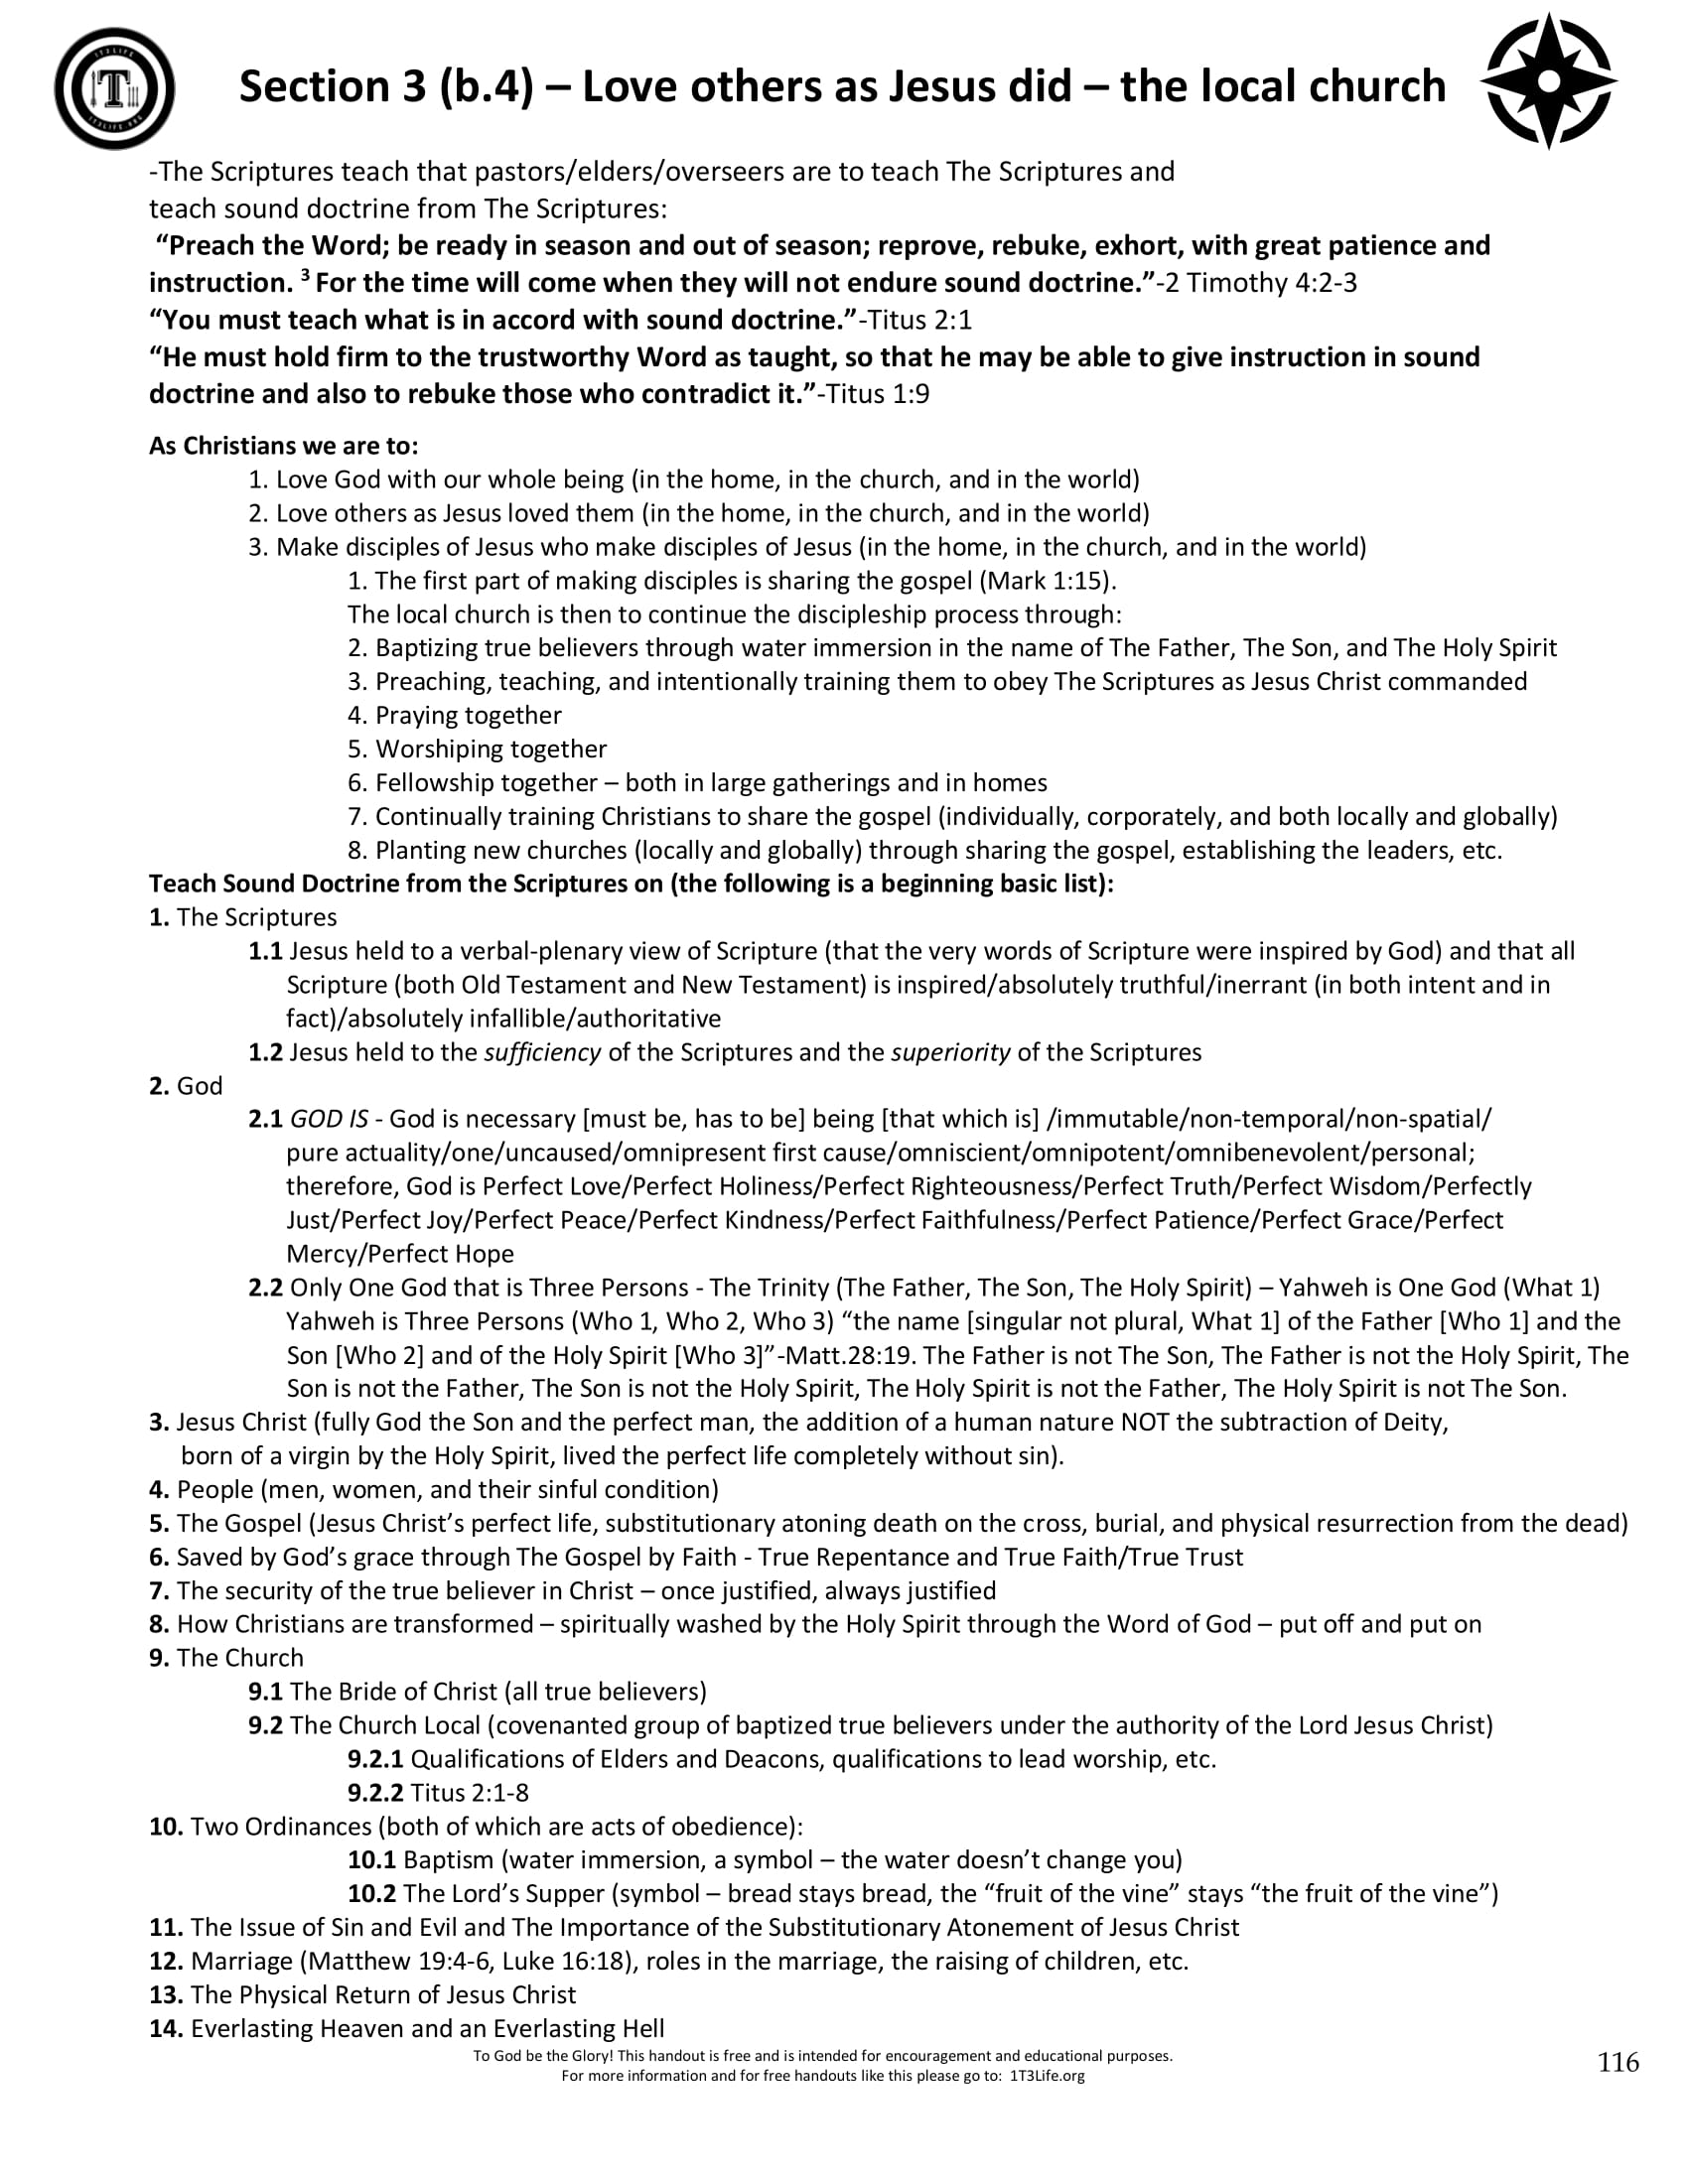 Section 3 (b.4) – Love others as Jesus did – the local church
1T3LIFE
T
1T3LIFE.ORG
-The Scriptures teach that pastors/elders/overseers are to teach The Scriptures and
teach sound doctrine from The Scriptures:
“Preach the Word; be ready in season and out of season; reprove, rebuke, exhort, with great patience and
instruction. ³ For the time will come when they will not endure sound doctrine.”-2 Timothy 4:2-3
“You must teach what is in accord with sound doctrine.”-Titus 2:1
“He must hold firm to the trustworthy Word as taught, so that he may be able to give instruction in sound
doctrine and also to rebuke those who contradict it.”-Titus 1:9
As Christians we are to:
1. Love God with our whole being (in the home, in the church, and in the world)
2. Love others as Jesus loved them (in the home, in the church, and in the world)
3. Make disciples of Jesus who make disciples of Jesus (in the home, in the church, and in the world)
1. The first part of making disciples is sharing the gospel (Mark 1:15).
The local church is then to continue the discipleship process through:
2. Baptizing true believers through water immersion in the name of The Father, The Son, and The Holy Spirit
3. Preaching, teaching, and intentionally training them to obey The Scriptures as Jesus Christ commanded
4. Praying together
5. Worshiping together
6. Fellowship together – both in large gatherings and in homes
7. Continually training Christians to share the gospel (individually, corporately, and both locally and globally)
8. Planting new churches (locally and globally) through sharing the gospel, establishing the leaders, etc.
Teach Sound Doctrine from the Scriptures on (the following is a beginning basic list):
1. The Scriptures
1.1 Jesus held to a verbal-plenary view of Scripture (that the very words of Scripture were inspired by God) and that all
Scripture (both Old Testament and New Testament) is inspired/absolutely truthful/inerrant (in both intent and in
fact)/absolutely infallible/authoritative
1.2 Jesus held to the sufficiency of the Scriptures and the superiority of the Scriptures
2. God
2.1 GOD IS - God is necessary [must be, has to be] being [that which is] /immutable/non-temporal/non-spatial/
pure actuality/one/uncaused/omnipresent first cause/omniscient/omnipotent/omnibenevolent/personal;
therefore, God is Perfect Love/Perfect Holiness/Perfect Righteousness/Perfect Truth/Perfect Wisdom/Perfectly
Just/Perfect Joy/Perfect Peace/Perfect Kindness/Perfect Faithfulness/Perfect Patience/Perfect Grace/Perfect
Mercy/Perfect Hope
2.2 Only One God that is Three Persons - The Trinity (The Father, The Son, The Holy Spirit) – Yahweh is One God (What 1)
Yahweh is Three Persons (Who 1, Who 2, Who 3) “the name [singular not plural, What 1] of the Father [Who 1] and the
Son [Who 2] and of the Holy Spirit [Who 3]”-Matt.28:19. The Father is not The Son, The Father is not the Holy Spirit, The
Son is not the Father, The Son is not the Holy Spirit, The Holy Spirit is not the Father, The Holy Spirit is not The Son.
3. Jesus Christ (fully God the Son and the perfect man, the addition of a human nature NOT the subtraction of Deity,
born of a virgin by the Holy Spirit, lived the perfect life completely without sin).
4. People (men, women, and their sinful condition)
5. The Gospel (Jesus Christ’s perfect life, substitutionary atoning death on the cross, burial, and physical resurrection from the dead)
6. Saved by God’s grace through The Gospel by Faith - True Repentance and True Faith/True Trust
7. The security of the true believer in Christ – once justified, always justified
8. How Christians are transformed – spiritually washed by the Holy Spirit through the Word of God – put off and put on
9. The Church
9.1 The Bride of Christ (all true believers)
9.2 The Church Local (covenanted group of baptized true believers under the authority of the Lord Jesus Christ)
9.2.1 Qualifications of Elders and Deacons, qualifications to lead worship, etc.
9.2.2 Titus 2:1-8
10. Two Ordinances (both of which are acts of obedience):
10.1 Baptism (water immersion, a symbol – the water doesn’t change you)
10.2 The Lord’s Supper (symbol – bread stays bread, the “fruit of the vine” stays “the fruit of the vine”)
11. The Issue of Sin and Evil and The Importance of the Substitutionary Atonement of Jesus Christ
12. Marriage (Matthew 19:4-6, Luke 16:18), roles in the marriage, the raising of children, etc.
13. The Physical Return of Jesus Christ
14. Everlasting Heaven and an Everlasting Hell
To God be the Glory! This handout is free and is intended for encouragement and educational purposes.
For more information and for free handouts like this please go to: 1T3Life.org
116